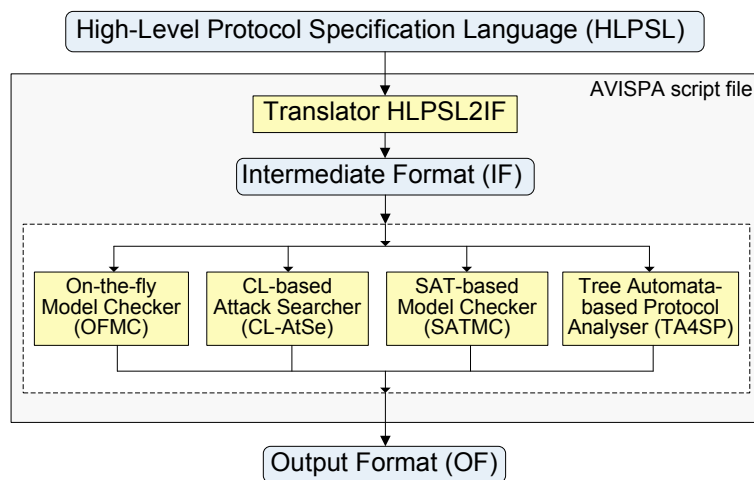 High-Level Protocol Specification Language (HLPSL)
AVISPA script file
Translator HLPSL2IF
Intermediate Format (IF)
On-the-fly
Model Checker
(OFMC)
CL-based
Attack Searcher
(CL-AtSe)
SAT-based
Model Checker
(SATMC)
Tree Automata-
based Protocol
Analyser (TA4SP)
Output Format (OF)